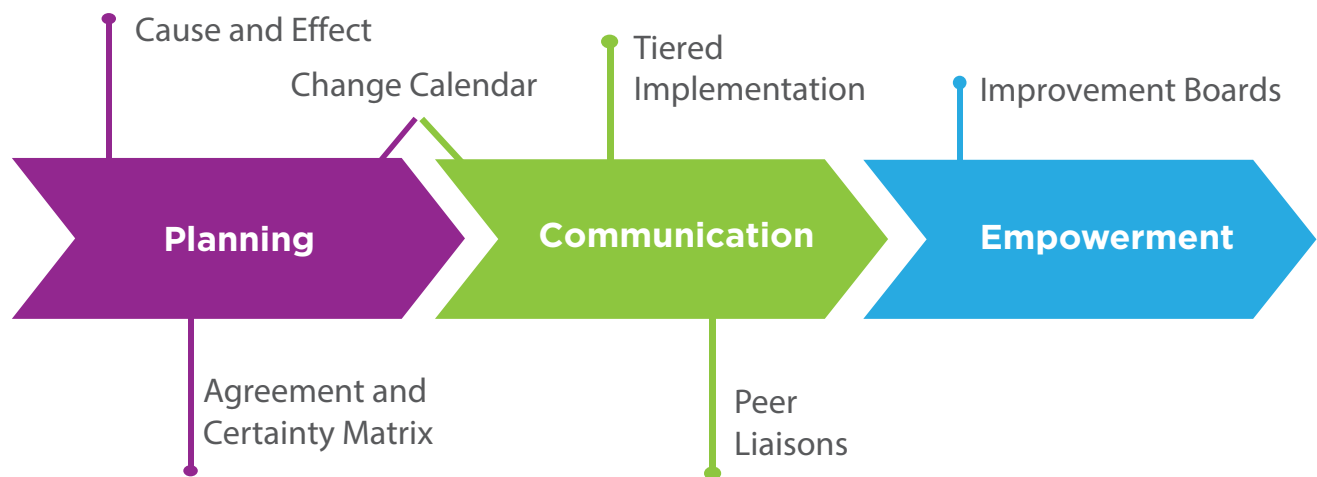 Cause and Effect
Change Calendar
Tiered
Implementation
Improvement Boards
Planning
Communication
Empowerment
Agreement and
Certainty Matrix
Peer
Liaisons